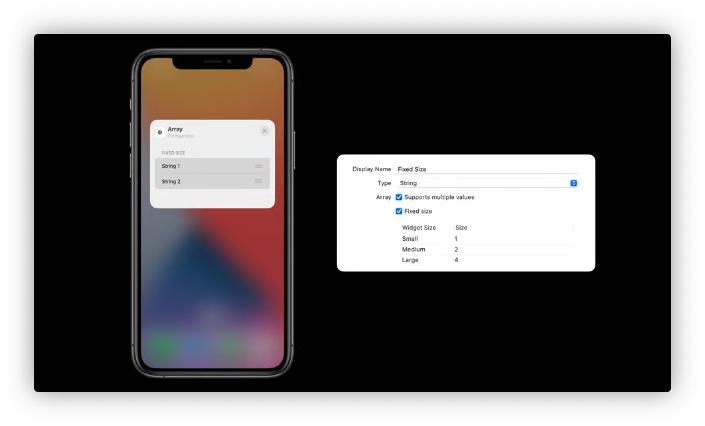 Array
Configuration
FIXED SIZE
String 1
String 2
Display Name Fixed Size
Type String
Array Supports multiple values
Fixed size
Widget Size Size
Small 1
Medium 2
Large 4